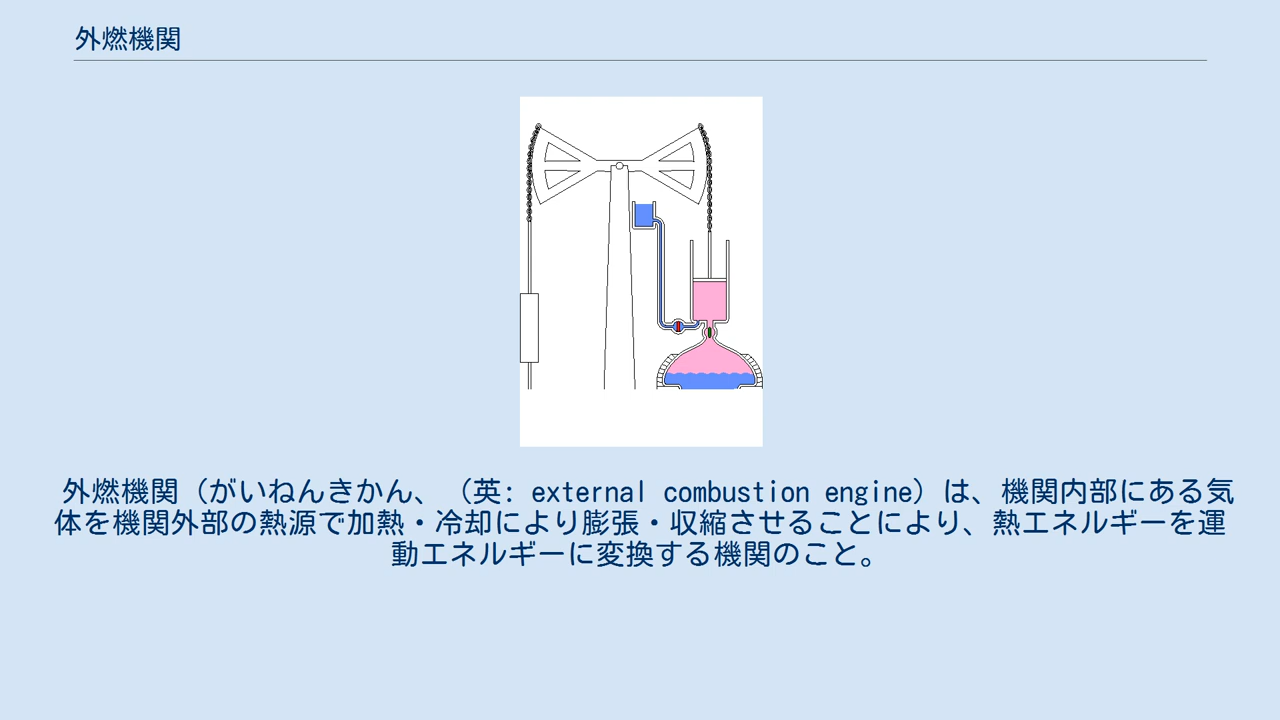 外燃機関
外燃機関（がいねんきかん、（英: external combustion engine）は、機関内部にある気
体を機関外部の熱源で加熱・冷却により膨張・収縮させることにより、熱エネルギーを運
動エネルギーに変換する機関のこと。